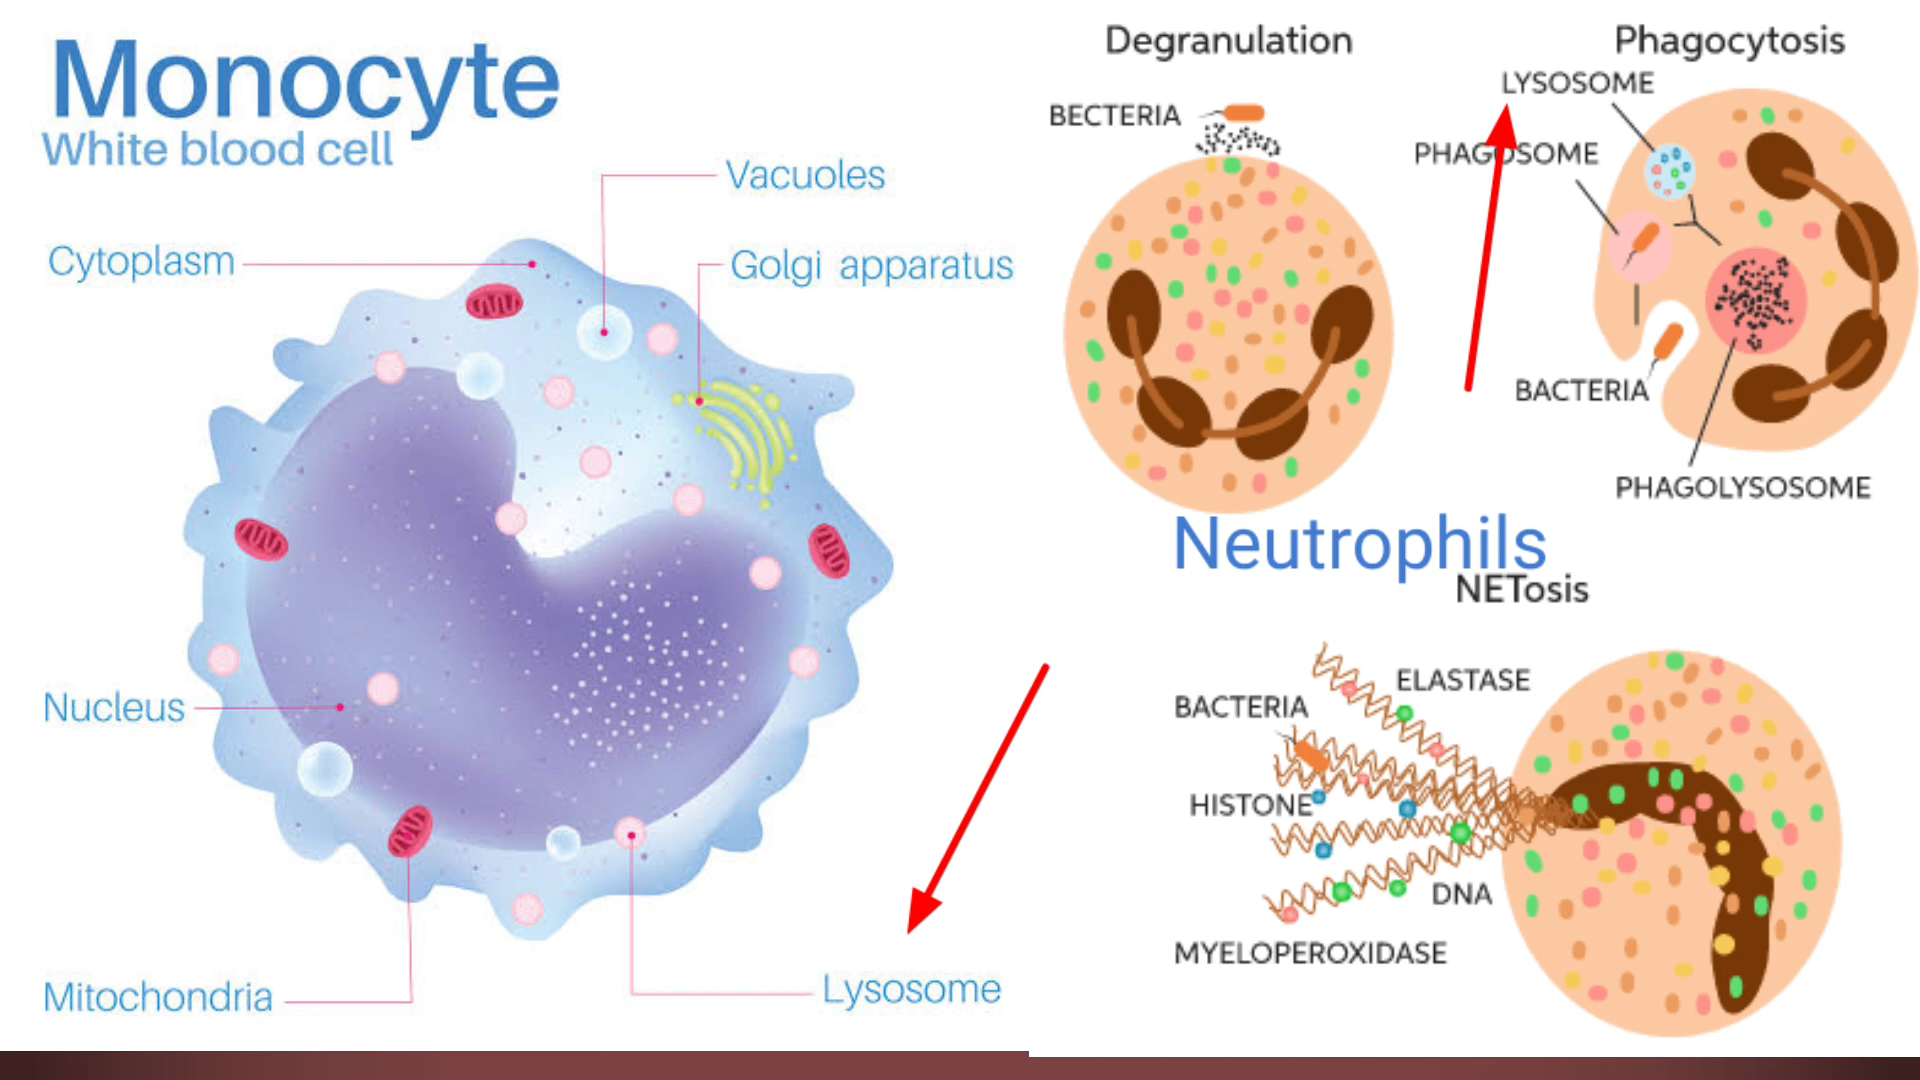 Monocyte
White blood cell
Vacuoles
Cytoplasm
Golgi apparatus
Nucleus
Mitochondria
Lysosome
Degranulation
BECTERIA
Phagocytosis
LYSOSOME
PHAGOSOME
BACTERIA
PHAGOLYSOSOME
Neutrophils
NETosis
ELASTASE
BACTERIA
HISTONE
DNA
MYELOPEROXIDASE